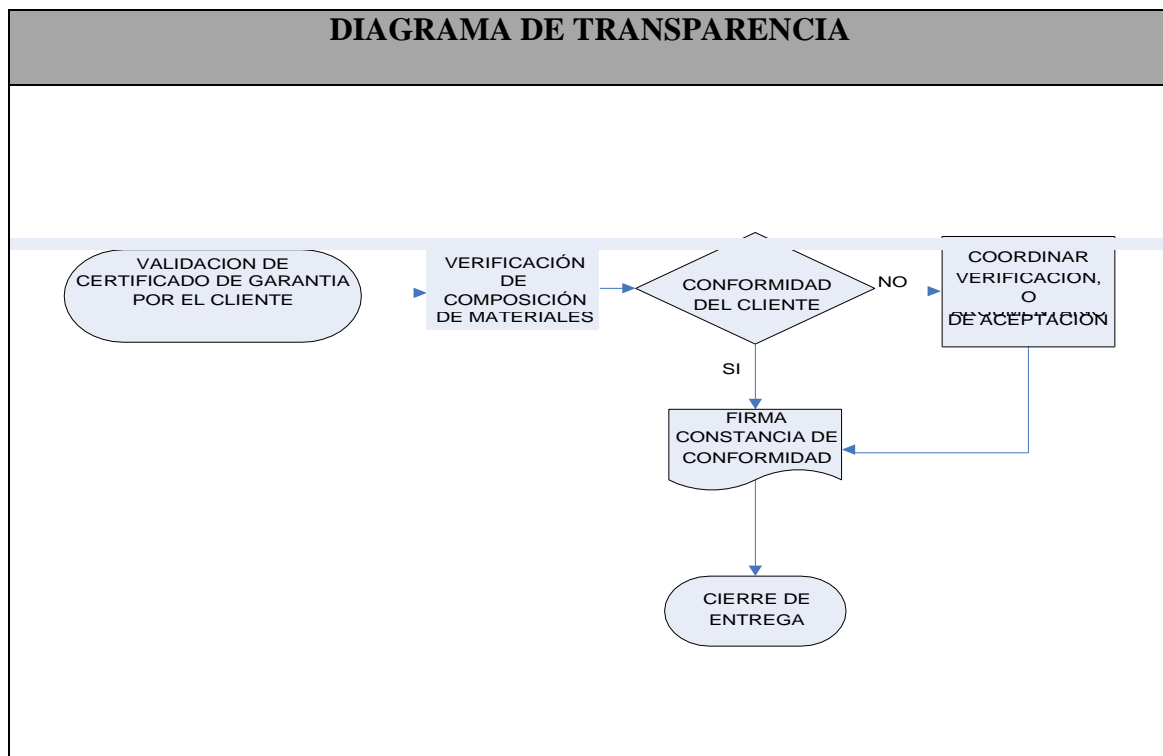 DIAGRAMA DE TRANSPARENCIA
VALIDACION DE
CERTIFICADO DE GARANTIA
POR EL CLIENTE
VERIFICACIÓN
DE
COMPOSICIÓN
DE MATERIALES
CONFORMIDAD
DEL CLIENTE
NO
COORDINAR
VERIFICACION,
O
DE ACEPTACION
SI
FIRMA
CONSTANCIA DE
CONFORMIDAD
CIERRE DE
ENTREGA